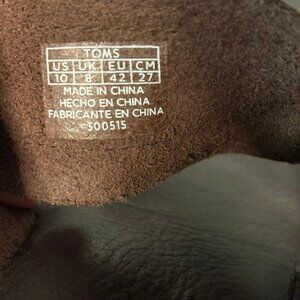 TOMS
US UK EU CM
10 8 42 27
MADE IN CHINA
HECHO EN CHINA
FABRICANTE EN CHINA
300515